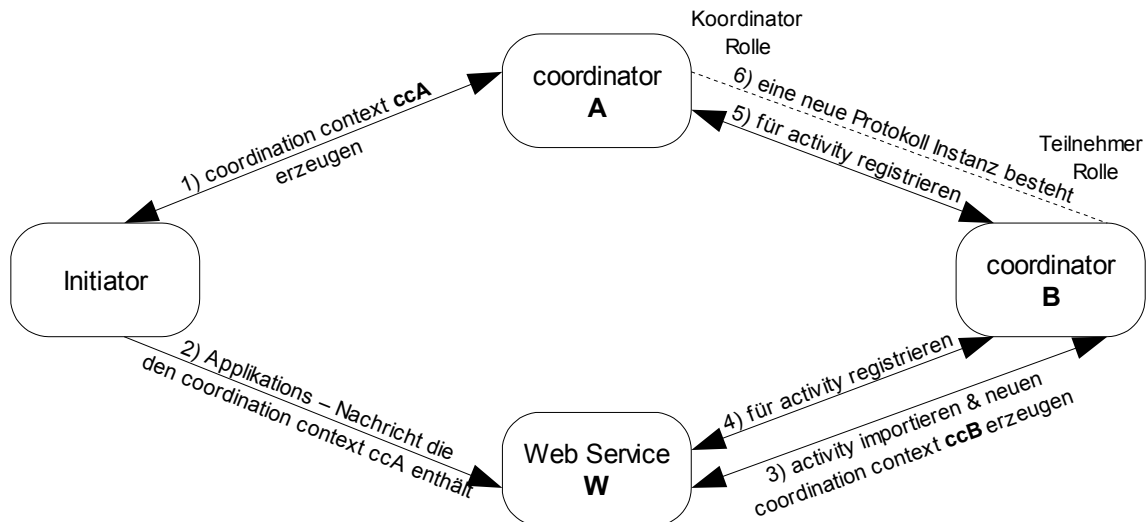 Koordinator
Rolle
coordinator
A
6) eine neue Protokoll Instanz besteht
5) für activity registrieren
Teilnehmer
Rolle
1) coordination context ccA
erzeugen
Initiator
coordinator
B
2) Applikations – Nachricht die
den coordination context ccA enthält
4) für activity registrieren
Web Service
W
3) activity importieren & neuen
coordination context ccB erzeugen